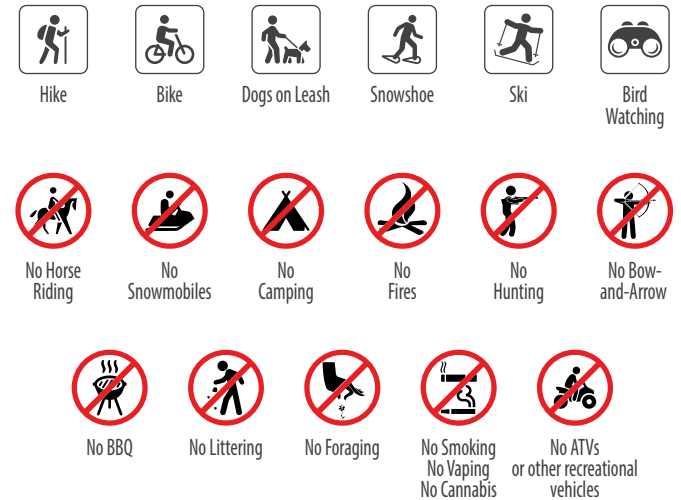 Hike
Bike
Dogs on Leash
Snowshoe
Ski
Bird
Watching
No Horse
Riding
No
Snowmobiles
No
Camping
No
Fires
No
Hunting
No Bow-
and-Arrow
No BBQ
No Littering
No Foraging
No Smoking
No Vaping
No Cannabis
No ATVs
or other recreational
vehicles